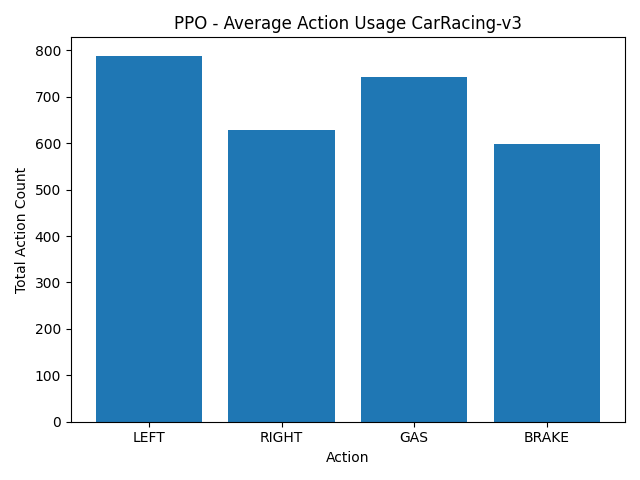 PPO - Average Action Usage CarRacing-v3
Total Action Count
800
700
600
500
400
300
200
100
0
LEFT RIGHT GAS BRAKE
Action